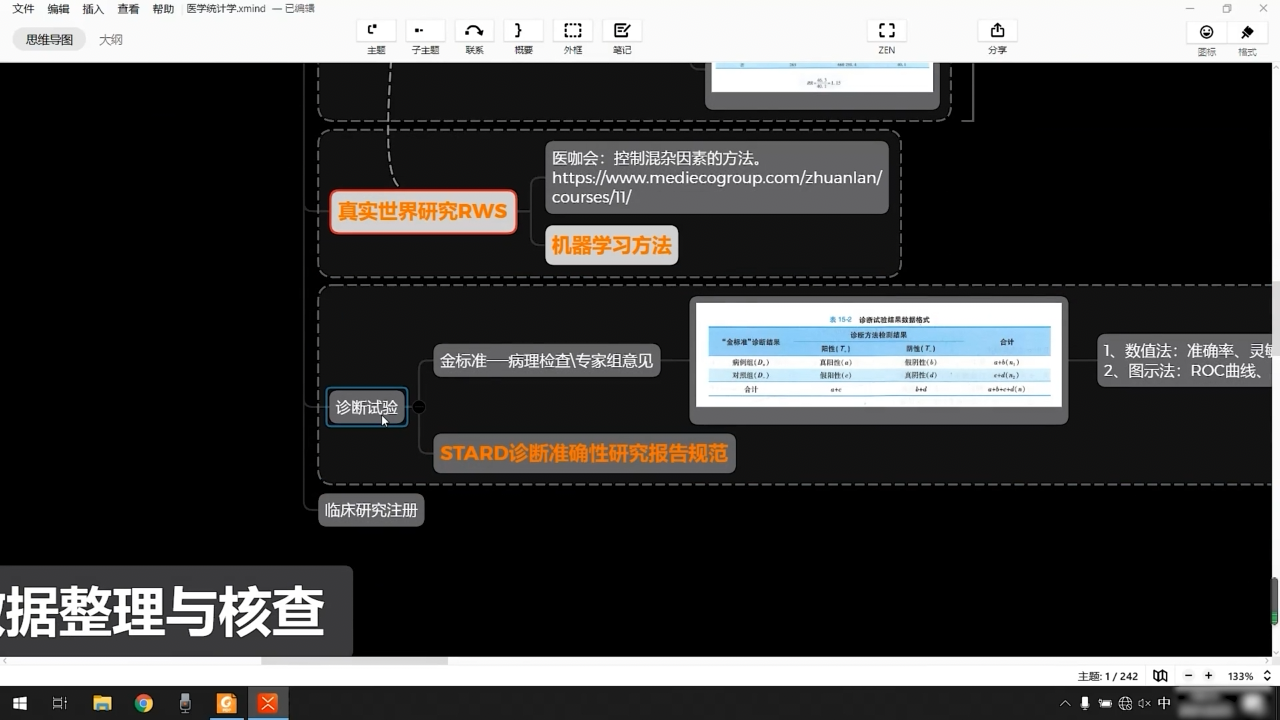 文件 编辑 插入 查看 帮助 医学统计学.xmind — 已编辑
思维导图 大纲
主题 子主题 联系 概要 外框 笔记 ZEN 分享 图标 格式
医咖会：控制混杂因素的方法。
https://www.mediecogroup.com/zhuanlan/
courses/11/
真实世界研究RWS
机器学习方法
表 15-2 诊断试验结果数据格式
“金标准”诊断结果 诊断方法检测结果 合计
阳性(T₊) 阴性(T₋)
病例组(D₊) 真阳性(a) 假阴性(b) a+b(n₁)
对照组(D₋) 假阳性(c) 真阴性(d) c+d(n₂)
合计 a+c b+d a+b+c+d(n)
金标准—病理检查\专家组意见
1、数值法：准确率、灵敏
2、图示法：ROC曲线、
诊断试验
STARD诊断准确性研究报告规范
临床研究注册
据整理与核查
主题: 1 / 242 133%
中